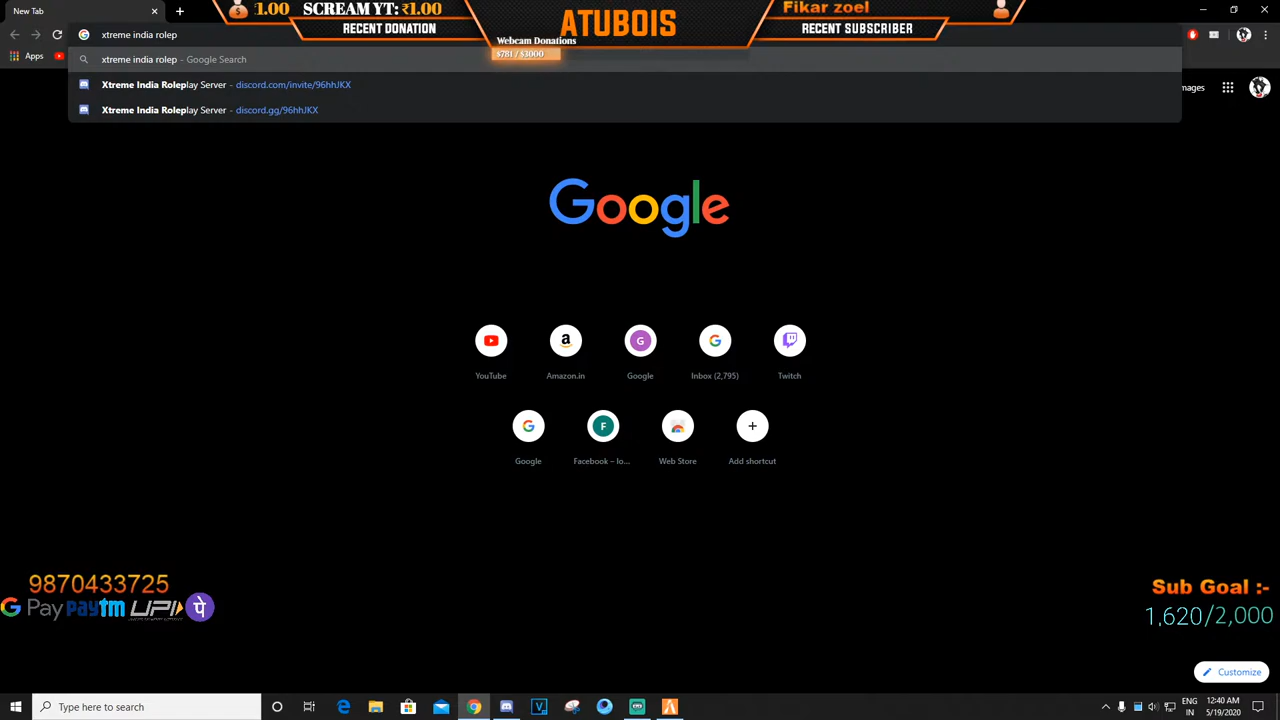 New Tab
1.00 SCREAM YT: ₹1.00
RECENT DONATION
ATUBOIS
Fikar zoel
RECENT SUBSCRIBER
Webcam Donations
$781 / $3000
xtreme india rolep
Apps
xtreme india rolep - Google Search
Xtreme India Roleplay Server - discord.com/invite/96hhJKX
Xtreme India Roleplay Server - discord.gg/96hhJKX
mages
Google
YouTube
Amazon.in
Google
Inbox (2,795)
Twitch
Google
Facebook – lo...
Web Store
Add shortcut
9870433725
G Pay paytm UPI पे
Sub Goal :-
1,620/2,000
Customize
Type here to search
ENG
IN
12:40 AM
5/19/2020